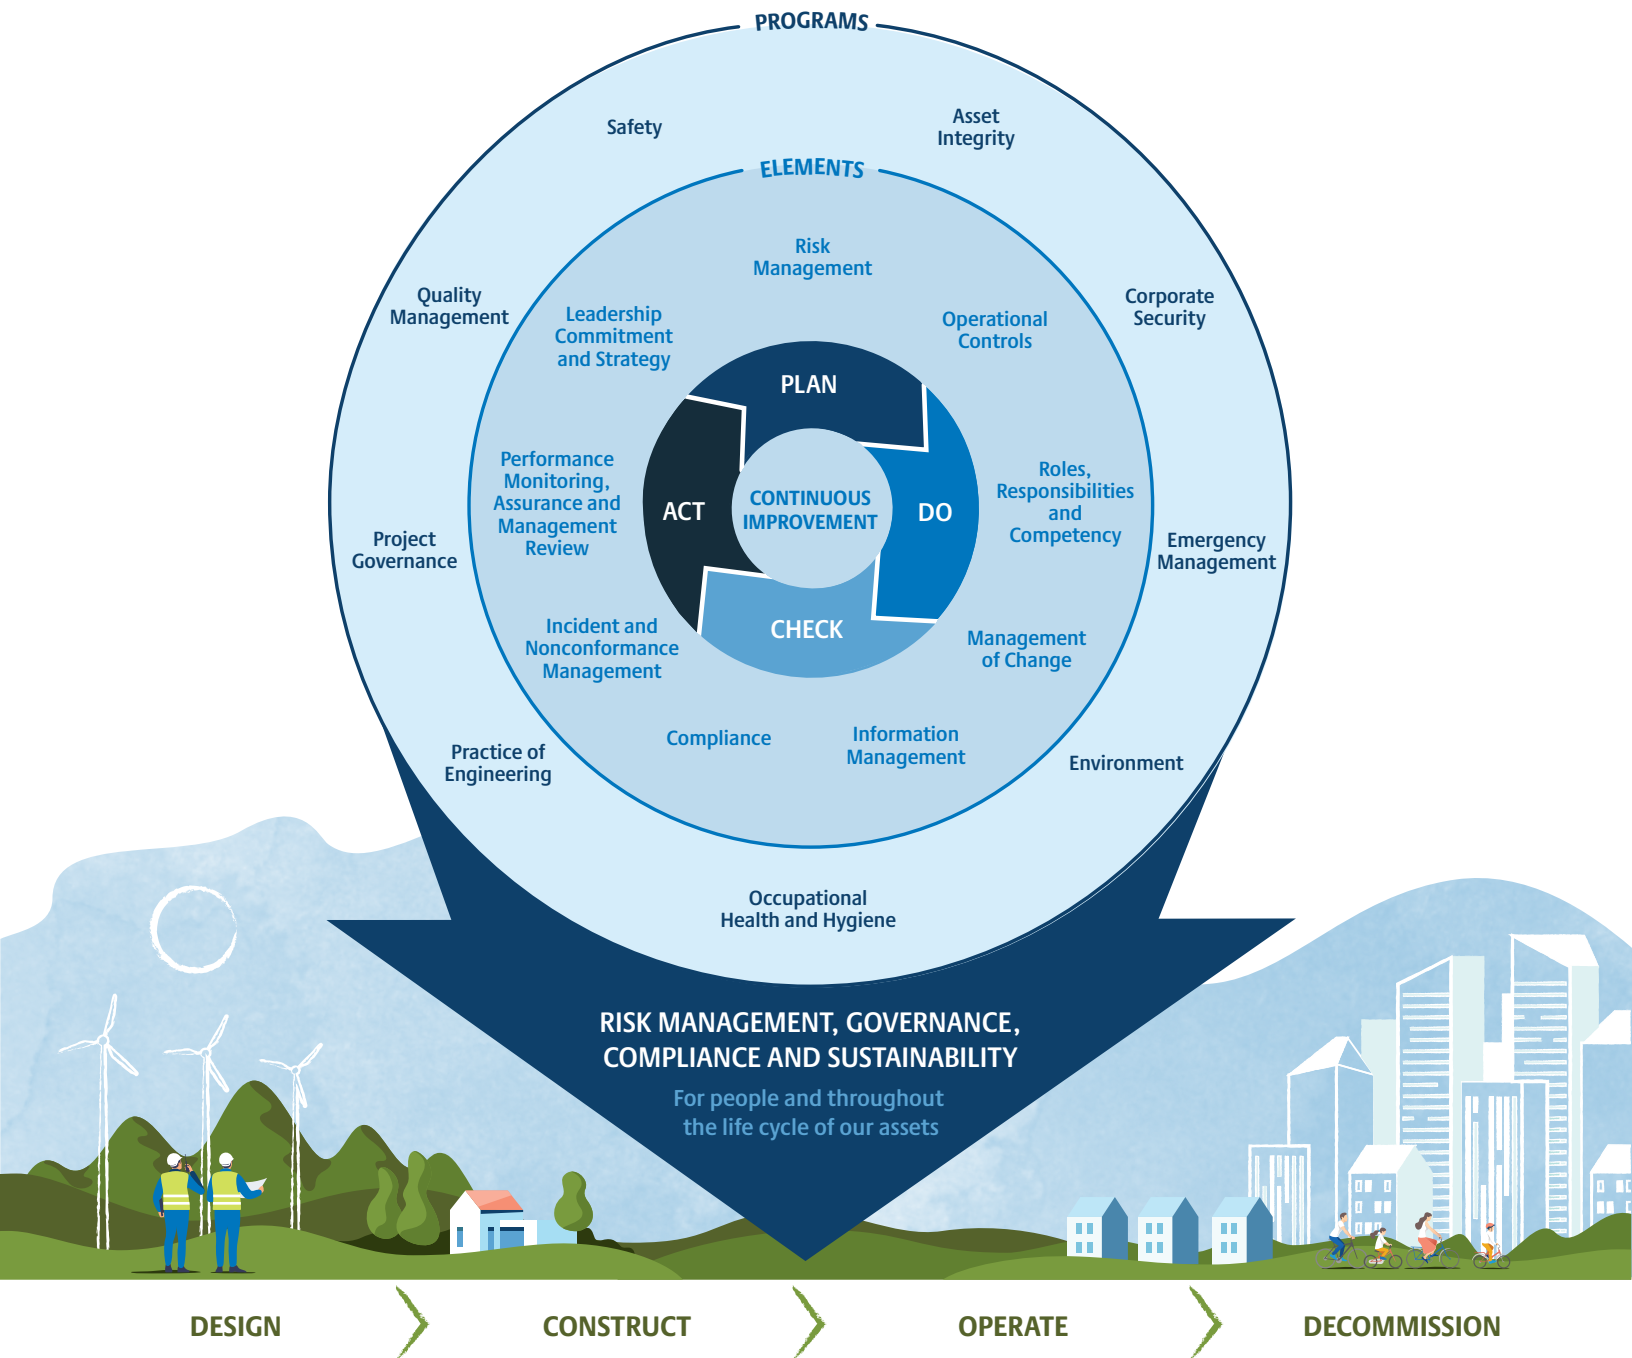 PROGRAMS
Safety
Asset
Integrity
Quality
Management
Corporate
Security
Project
Governance
Emergency
Management
Practice of
Engineering
Environment
Occupational
Health and Hygiene
ELEMENTS
Risk
Management
Leadership
Commitment
and Strategy
Operational
Controls
Performance
Monitoring,
Assurance and
Management
Review
Roles,
Responsibilities
and
Competency
Incident and
Nonconformance
Management
Management
of Change
Compliance
Information
Management
PLAN
DO
CHECK
ACT
CONTINUOUS
IMPROVEMENT
RISK MANAGEMENT, GOVERNANCE,
COMPLIANCE AND SUSTAINABILITY
For people and throughout
the life cycle of our assets
DESIGN
CONSTRUCT
OPERATE
DECOMMISSION